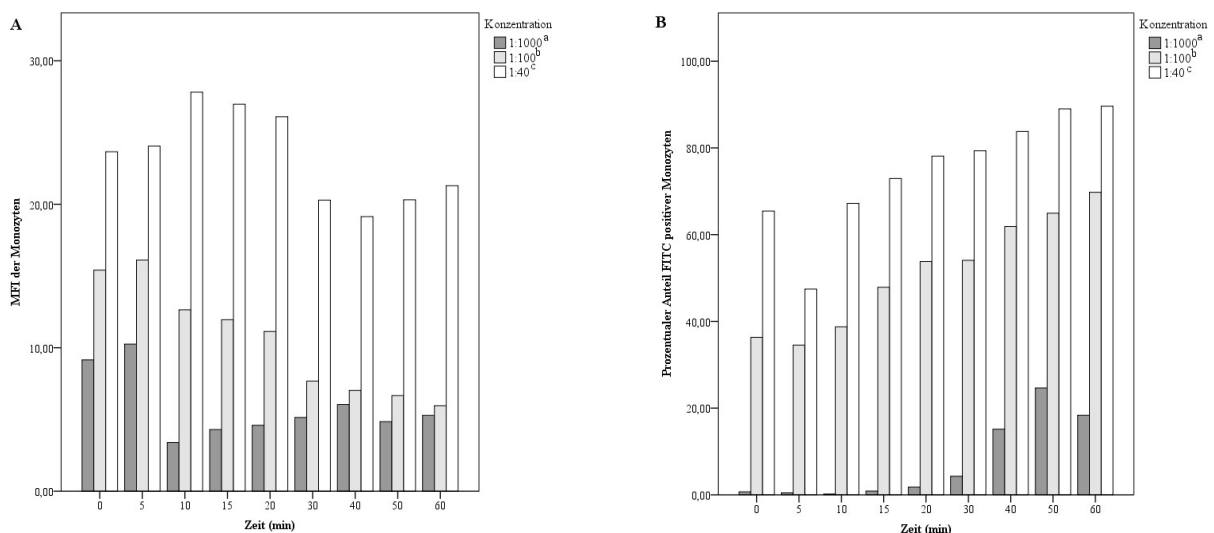 A
Konzentration
1:1000a
1:100b
1:40c
MFI der Monozyten
30,00
20,00
10,00
0,00
0 5 10 15 20 30 40 50 60
Zeit (min)
B
Konzentration
1:1000a
1:100b
1:40c
Prozentualer Anteil FITC positiver Monozyten
100,00
80,00
60,00
40,00
20,00
0,00
0 5 10 15 20 30 40 50 60
Zeit (min)